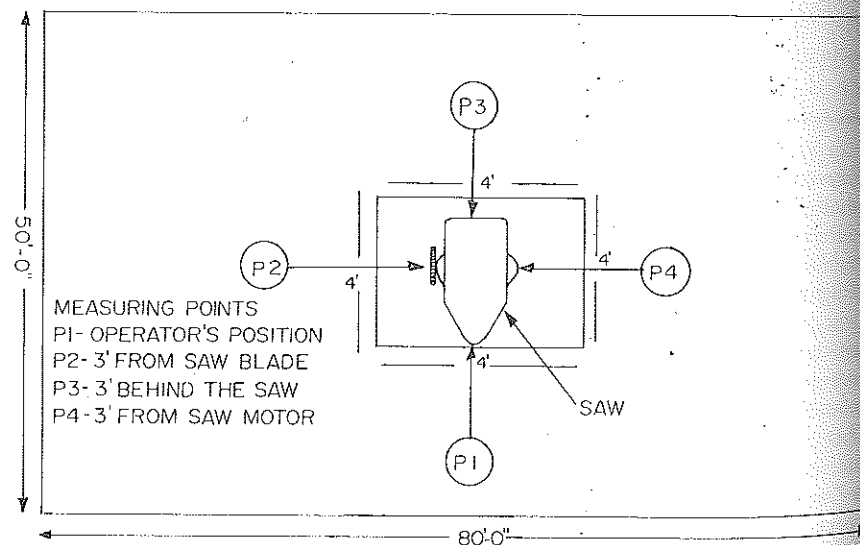 P3
4'
50'-0"
P2
4'
4'
P4
MEASURING POINTS
P1- OPERATOR'S POSITION
P2- 3' FROM SAW BLADE
P3- 3' BEHIND THE SAW
P4- 3' FROM SAW MOTOR
4'
SAW
P1
80'-0"